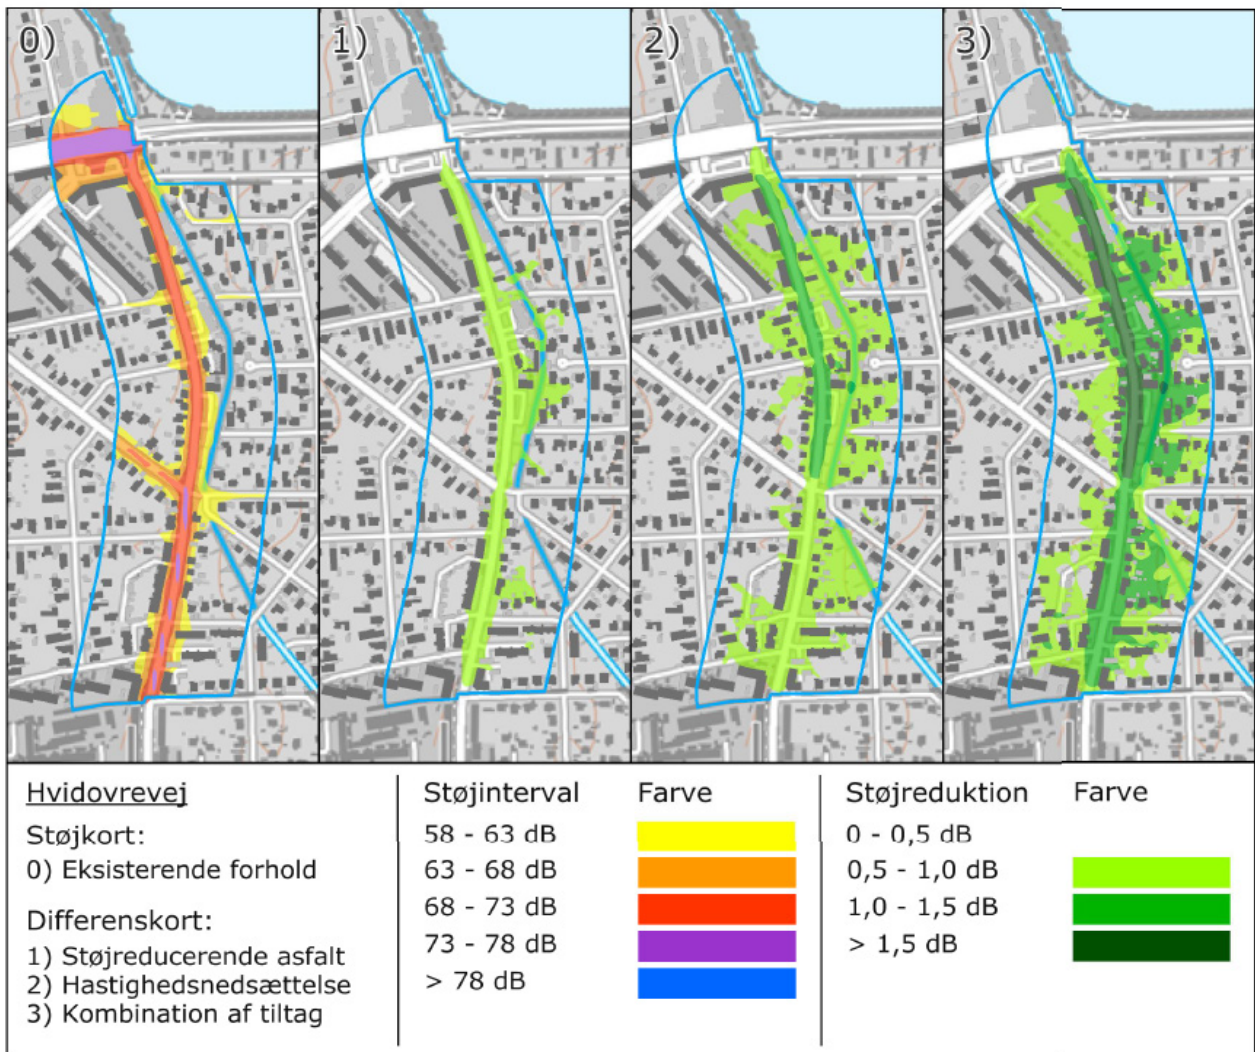 0)
1)
2)
3)
Hvidovrevej
Støjkort:
0) Eksisterende forhold
Differenskort:
1) Støjreducerende asfalt
2) Hastighedsnedsættelse
3) Kombination af tiltag
Støjinterval Farve
58 - 63 dB
63 - 68 dB
68 - 73 dB
73 - 78 dB
> 78 dB
Støjreduktion Farve
0 - 0,5 dB
0,5 - 1,0 dB
1,0 - 1,5 dB
> 1,5 dB